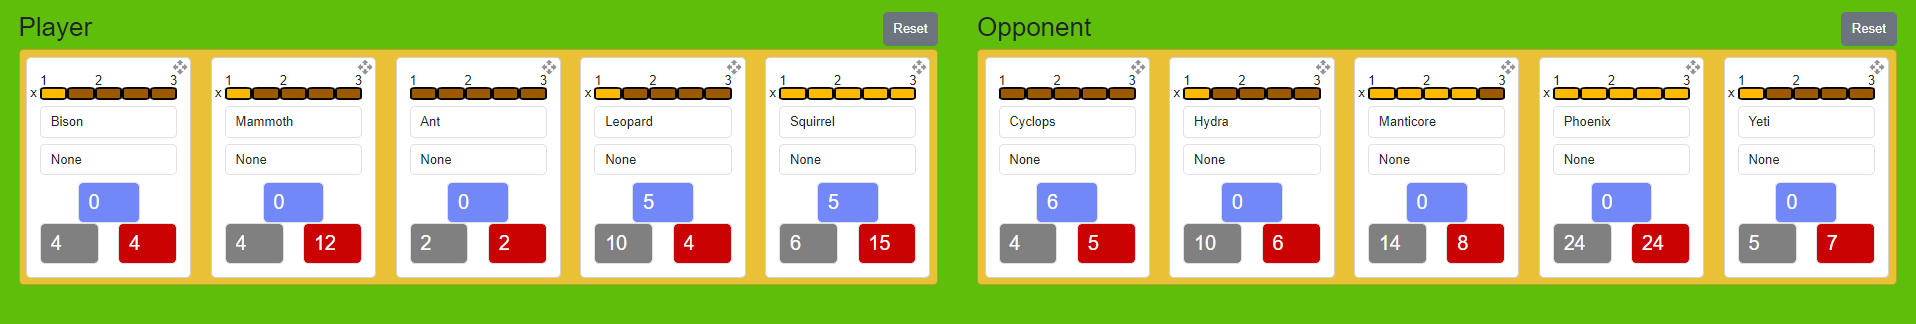 Player
Reset
Opponent
Reset
1 2 3
x
Bison
None
0
4 4
1 2 3
x
Mammoth
None
0
4 12
1 2 3
Ant
None
0
2 2
1 2 3
x
Leopard
None
5
10 4
1 2 3
x
Squirrel
None
5
6 15
1 2 3
Cyclops
None
6
4 5
1 2 3
x
Hydra
None
0
10 6
1 2 3
x
Manticore
None
0
14 8
1 2 3
x
Phoenix
None
0
24 24
1 2 3
x
Yeti
None
0
5 7